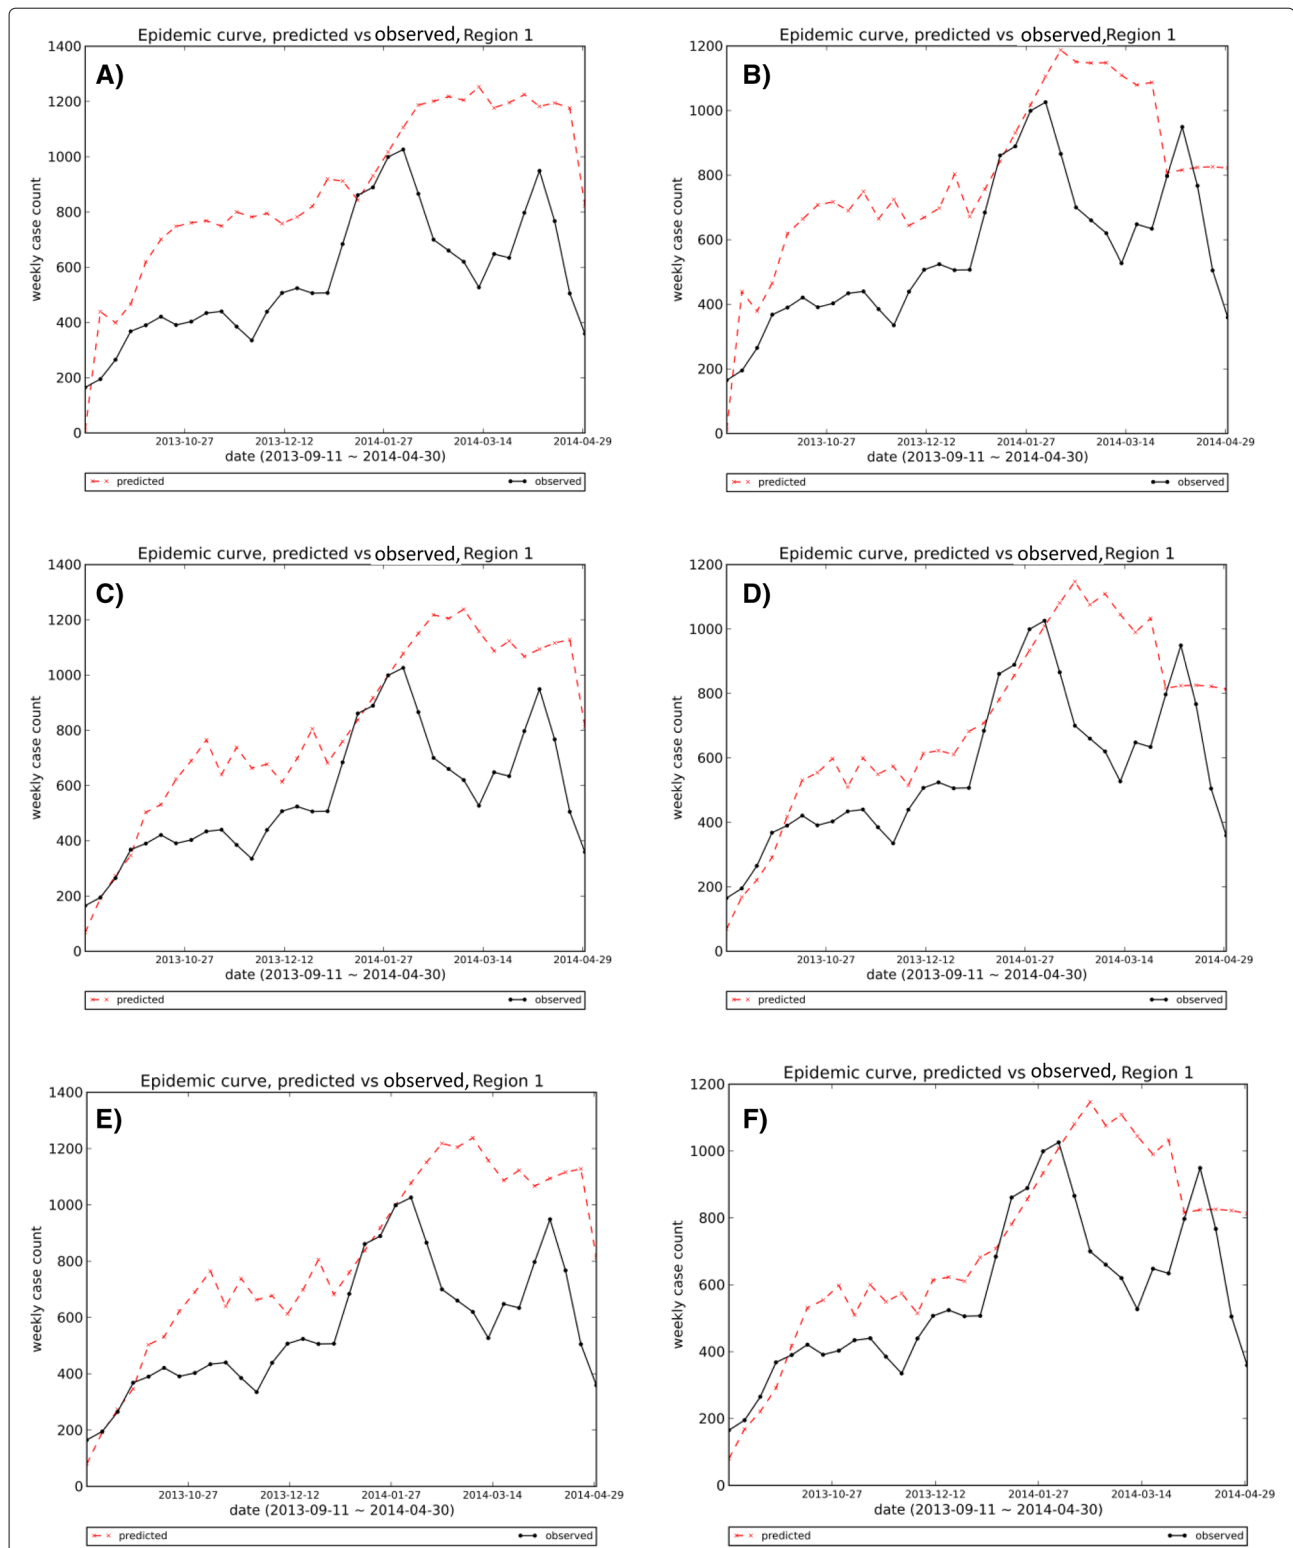 Epidemic curve, predicted vs observed, Region 1
A)
1400
1200
1000
800
600
400
200
0
weekly case count
2013-10-27 2013-12-12 2014-01-27 2014-03-14 2014-04-29
date (2013-09-11 ~ 2014-04-30)
predicted observed
Epidemic curve, predicted vs observed, Region 1
B)
1200
1000
800
600
400
200
0
weekly case count
2013-10-27 2013-12-12 2014-01-27 2014-03-14 2014-04-29
date (2013-09-11 ~ 2014-04-30)
predicted observed
Epidemic curve, predicted vs observed, Region 1
C)
1400
1200
1000
800
600
400
200
0
weekly case count
2013-10-27 2013-12-12 2014-01-27 2014-03-14 2014-04-29
date (2013-09-11 ~ 2014-04-30)
predicted observed
Epidemic curve, predicted vs observed, Region 1
D)
1200
1000
800
600
400
200
0
weekly case count
2013-10-27 2013-12-12 2014-01-27 2014-03-14 2014-04-29
date (2013-09-11 ~ 2014-04-30)
predicted observed
Epidemic curve, predicted vs observed, Region 1
E)
1400
1200
1000
800
600
400
200
0
weekly case count
2013-10-27 2013-12-12 2014-01-27 2014-03-14 2014-04-29
date (2013-09-11 ~ 2014-04-30)
predicted observed
Epidemic curve, predicted vs observed, Region 1
F)
1200
1000
800
600
400
200
0
weekly case count
2013-10-27 2013-12-12 2014-01-27 2014-03-14 2014-04-29
date (2013-09-11 ~ 2014-04-30)
predicted observed